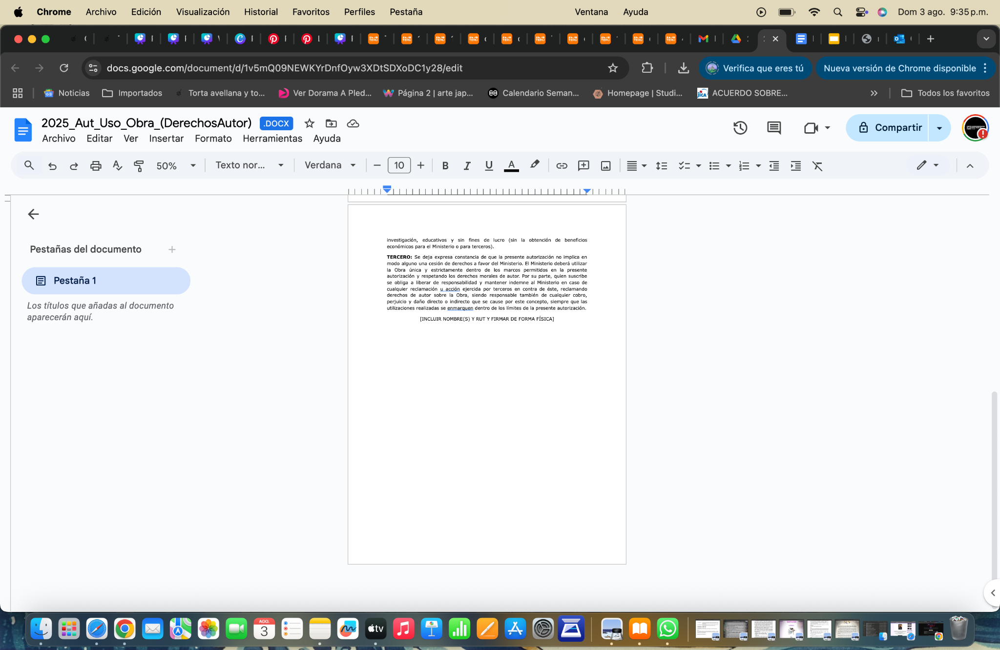 Chrome Archivo Edición Visualización Historial Favoritos Perfiles Pestaña Ventana Ayuda Dom 3 ago. 9:35 p.m.
docs.google.com/document/d/1v5mQ09NEWKYrDnfOyw3XDtSDXoDC1y28/edit Verifica que eres tú Nueva versión de Chrome disponible
Noticias Importados Torta avellana y to... Ver Dorama A Pled... Página 2 | arte jap... Calendario Seman... Homepage | Studi... ACUERDO SOBRE... Todos los favoritos
2025_Aut_Uso_Obra_(DerechosAutor) .DOCX
Archivo Editar Ver Insertar Formato Herramientas Ayuda
Compartir
50% Texto nor... Verdana 10
Pestañas del documento
Pestaña 1
Los títulos que añadas al documento
aparecerán aquí.
investigación, educativos y sin fines de lucro (sin la obtención de beneficios
económicos para el Ministerio o para terceros).
TERCERO: Se deja expresa constancia de que la presente autorización no implica en
modo alguno una cesión de derechos a favor del Ministerio. El Ministerio deberá utilizar
la Obra única y estrictamente dentro de los marcos permitidos en la presente
autorización y respetando los derechos morales de autor. Por su parte, quien suscribe
se obliga a liberar de responsabilidad y mantener indemne al Ministerio en caso de
cualquier reclamación u acción ejercida por terceros en contra de éste, reclamando
derechos de autor sobre la Obra, siendo responsable también de cualquier cobro,
perjuicio y daño directo o indirecto que se cause por este concepto, siempre que las
utilizaciones realizadas se enmarquen dentro de los límites de la presente autorización.
[INCLUIR NOMBRE(S) Y RUT Y FIRMAR DE FORMA FÍSICA]
AGO.
3
tv